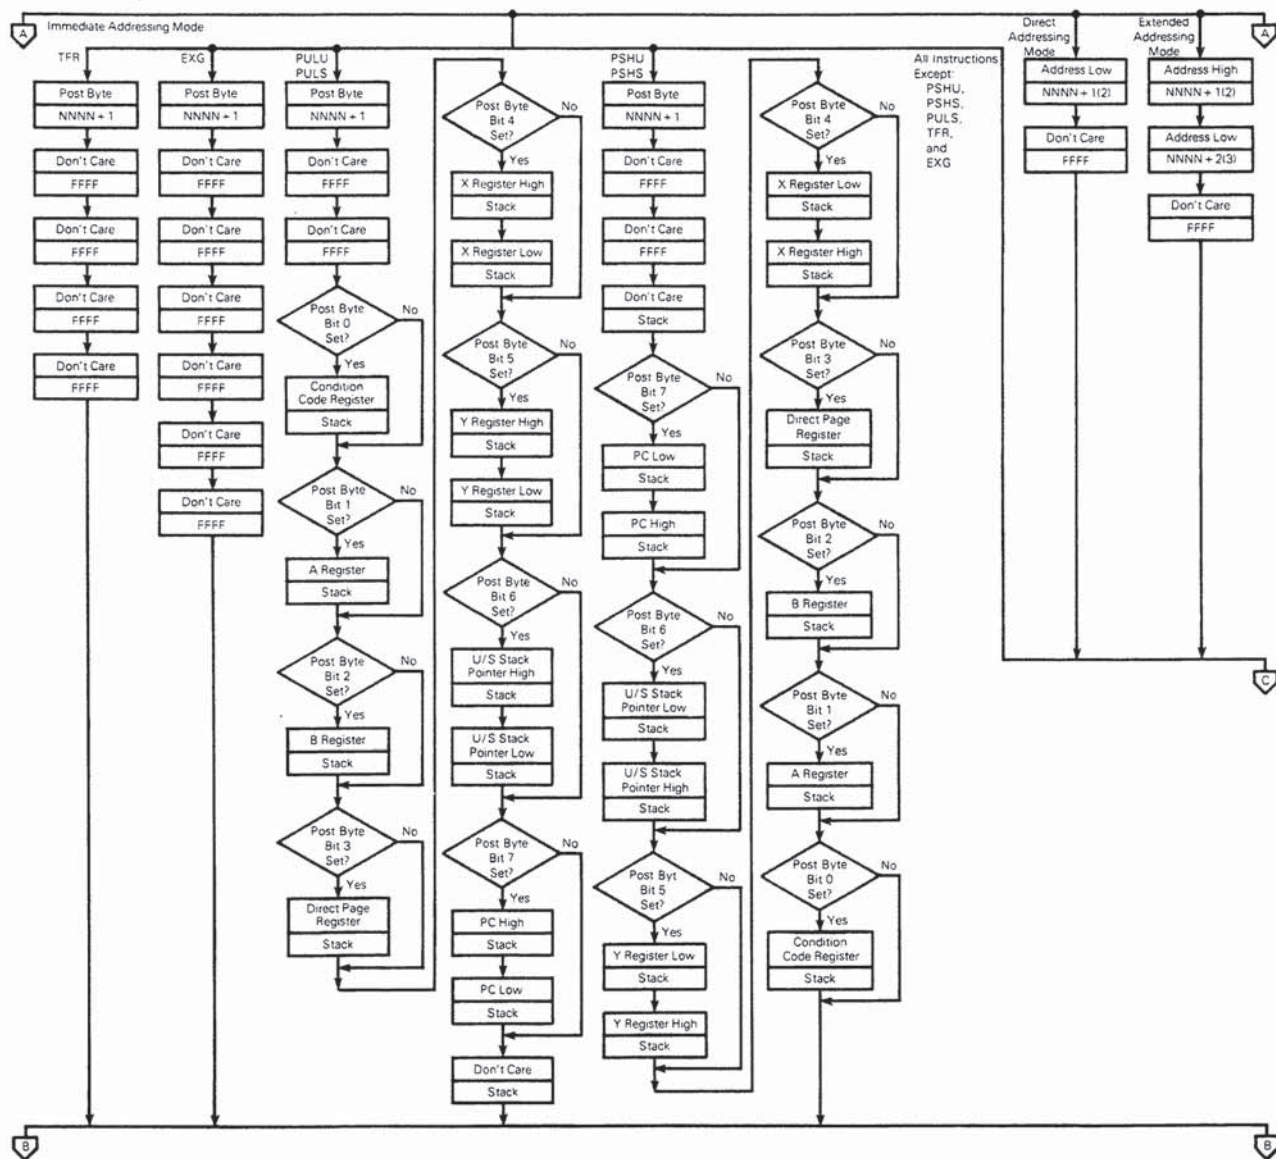 A
Immediate Addressing Mode
A
TFR
Post Byte
NNNN + 1
Don't Care
FFFF
Don't Care
FFFF
Don't Care
FFFF
Don't Care
FFFF
EXG
Post Byte
NNNN + 1
Don't Care
FFFF
Don't Care
FFFF
Don't Care
FFFF
Don't Care
FFFF
Don't Care
FFFF
Don't Care
FFFF
PULU
PULS
Post Byte
NNNN + 1
Don't Care
FFFF
Don't Care
FFFF
Post Byte
Bit 0
Set?
No
Yes
Condition
Code Register
Stack
Post Byte
Bit 1
Set?
No
Yes
A Register
Stack
Post Byte
Bit 2
Set?
No
Yes
B Register
Stack
Post Byte
Bit 3
Set?
No
Yes
Direct Page
Register
Stack
Post Byte
Bit 4
Set?
No
Yes
X Register High
Stack
X Register Low
Stack
Post Byte
Bit 5
Set?
No
Yes
Y Register High
Stack
Y Register Low
Stack
Post Byte
Bit 6
Set?
No
Yes
U/S Stack
Pointer High
Stack
U/S Stack
Pointer Low
Stack
Post Byte
Bit 7
Set?
No
Yes
PC High
Stack
PC Low
Stack
Don't Care
Stack
PSHU
PSHS
Post Byte
NNNN + 1
Don't Care
FFFF
Don't Care
FFFF
Don't Care
Stack
Post Byte
Bit 7
Set?
No
Yes
PC Low
Stack
PC High
Stack
Post Byte
Bit 6
Set?
No
Yes
U/S Stack
Pointer Low
Stack
U/S Stack
Pointer High
Stack
Post Byt
Bit 5
Set?
No
Yes
Y Register Low
Stack
Y Register High
Stack
Post Byte
Bit 4
Set?
No
Yes
X Register Low
Stack
X Register High
Stack
Post Byte
Bit 3
Set?
No
Yes
Direct Page
Register
Stack
Post Byte
Bit 2
Set?
No
Yes
B Register
Stack
Post Byte
Bit 1
Set?
No
Yes
A Register
Stack
Post Byte
Bit 0
Set?
No
Yes
Condition
Code Register
Stack
All Instructions
Except:
PSHU,
PSHS,
PULS,
TFR,
and
EXG
Direct
Addressing
Mode
Address Low
NNNN + 1(2)
Don't Care
FFFF
Extended
Addressing
Mode
Address High
NNNN + 1(2)
Address Low
NNNN + 2(3)
Don't Care
FFFF
C
B
B